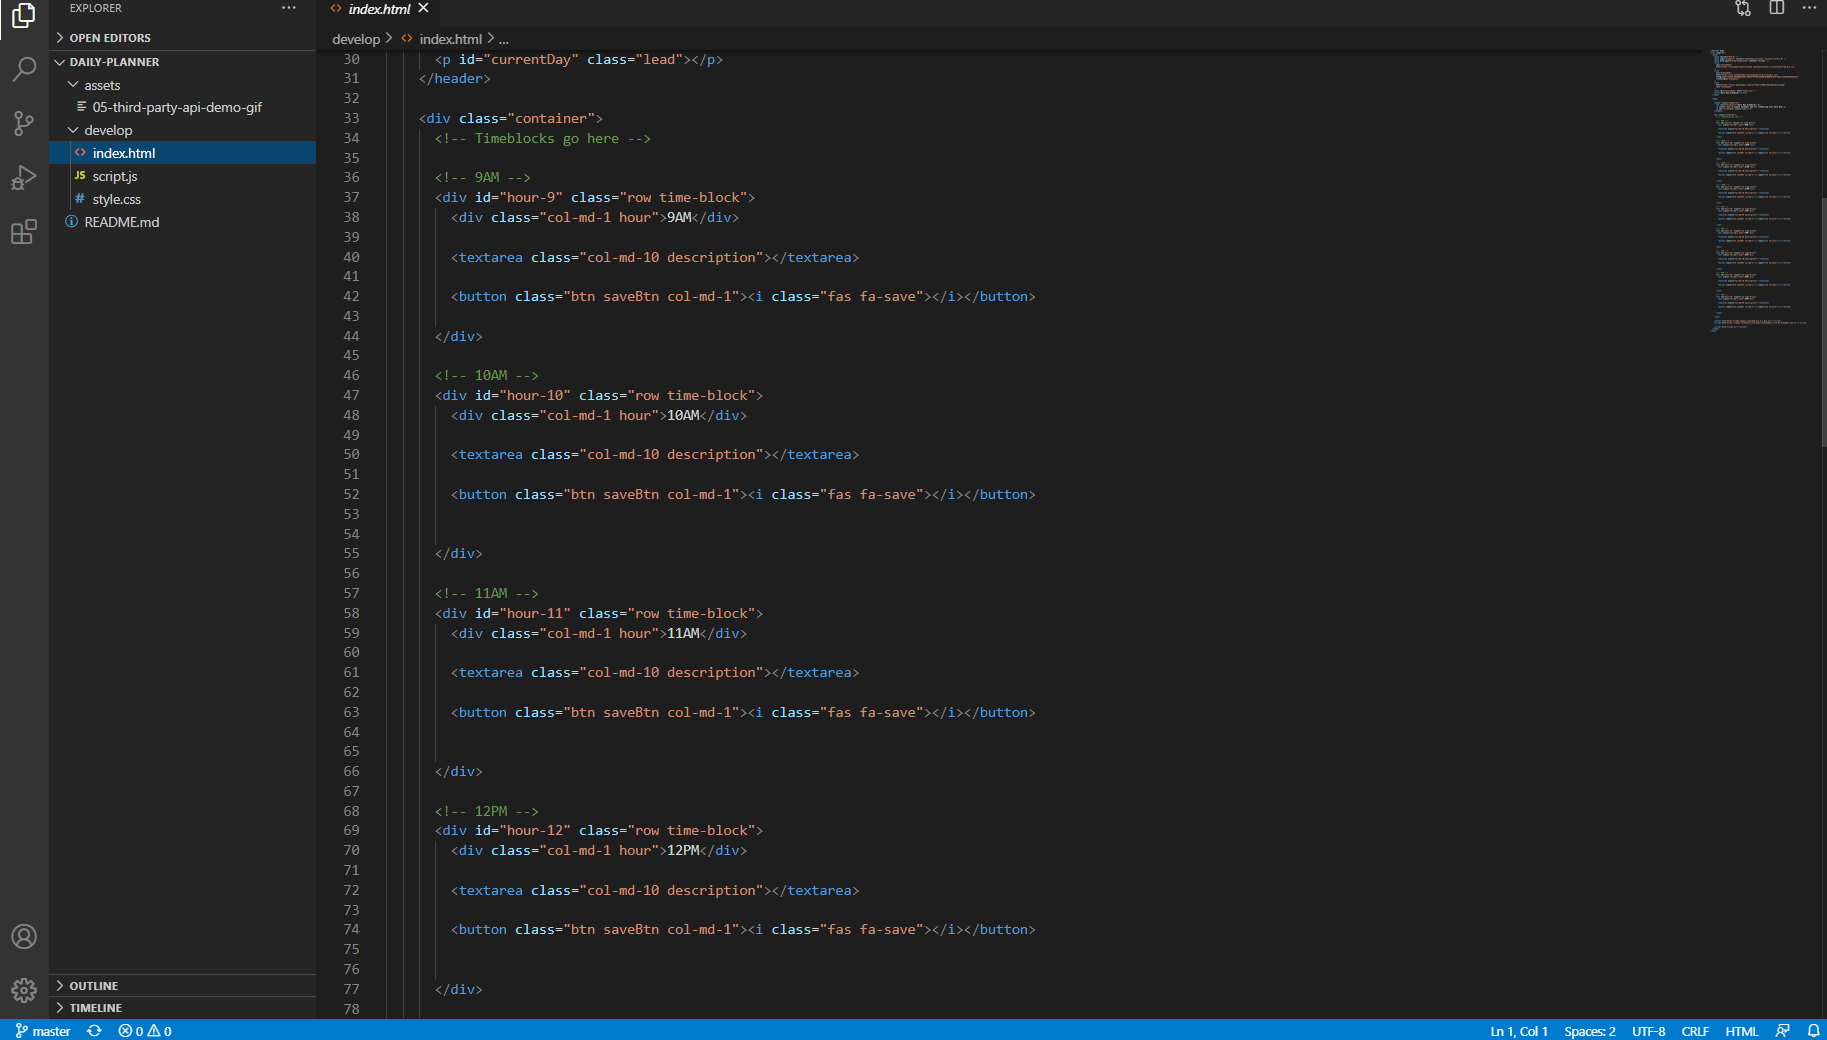 EXPLORER
OPEN EDITORS
DAILY-PLANNER
assets
05-third-party-api-demo-gif
develop
index.html
script.js
style.css
README.md
OUTLINE
TIMELINE
index.html
develop > index.html > ...
30 <p id="currentDay" class="lead"></p>
31 </header>
32
33 <div class="container">
34 <!-- Timeblocks go here -->
35
36 <!-- 9AM -->
37 <div id="hour-9" class="row time-block">
38 <div class="col-md-1 hour">9AM</div>
39
40 <textarea class="col-md-10 description"></textarea>
41
42 <button class="btn saveBtn col-md-1"><i class="fas fa-save"></i></button>
43
44 </div>
45
46 <!-- 10AM -->
47 <div id="hour-10" class="row time-block">
48 <div class="col-md-1 hour">10AM</div>
49
50 <textarea class="col-md-10 description"></textarea>
51
52 <button class="btn saveBtn col-md-1"><i class="fas fa-save"></i></button>
53
54
55 </div>
56
57 <!-- 11AM -->
58 <div id="hour-11" class="row time-block">
59 <div class="col-md-1 hour">11AM</div>
60
61 <textarea class="col-md-10 description"></textarea>
62
63 <button class="btn saveBtn col-md-1"><i class="fas fa-save"></i></button>
64
65
66 </div>
67
68 <!-- 12PM -->
69 <div id="hour-12" class="row time-block">
70 <div class="col-md-1 hour">12PM</div>
71
72 <textarea class="col-md-10 description"></textarea>
73
74 <button class="btn saveBtn col-md-1"><i class="fas fa-save"></i></button>
75
76
77 </div>
78
master 0 0 Ln 1, Col 1 Spaces: 2 UTF-8 CRLF HTML